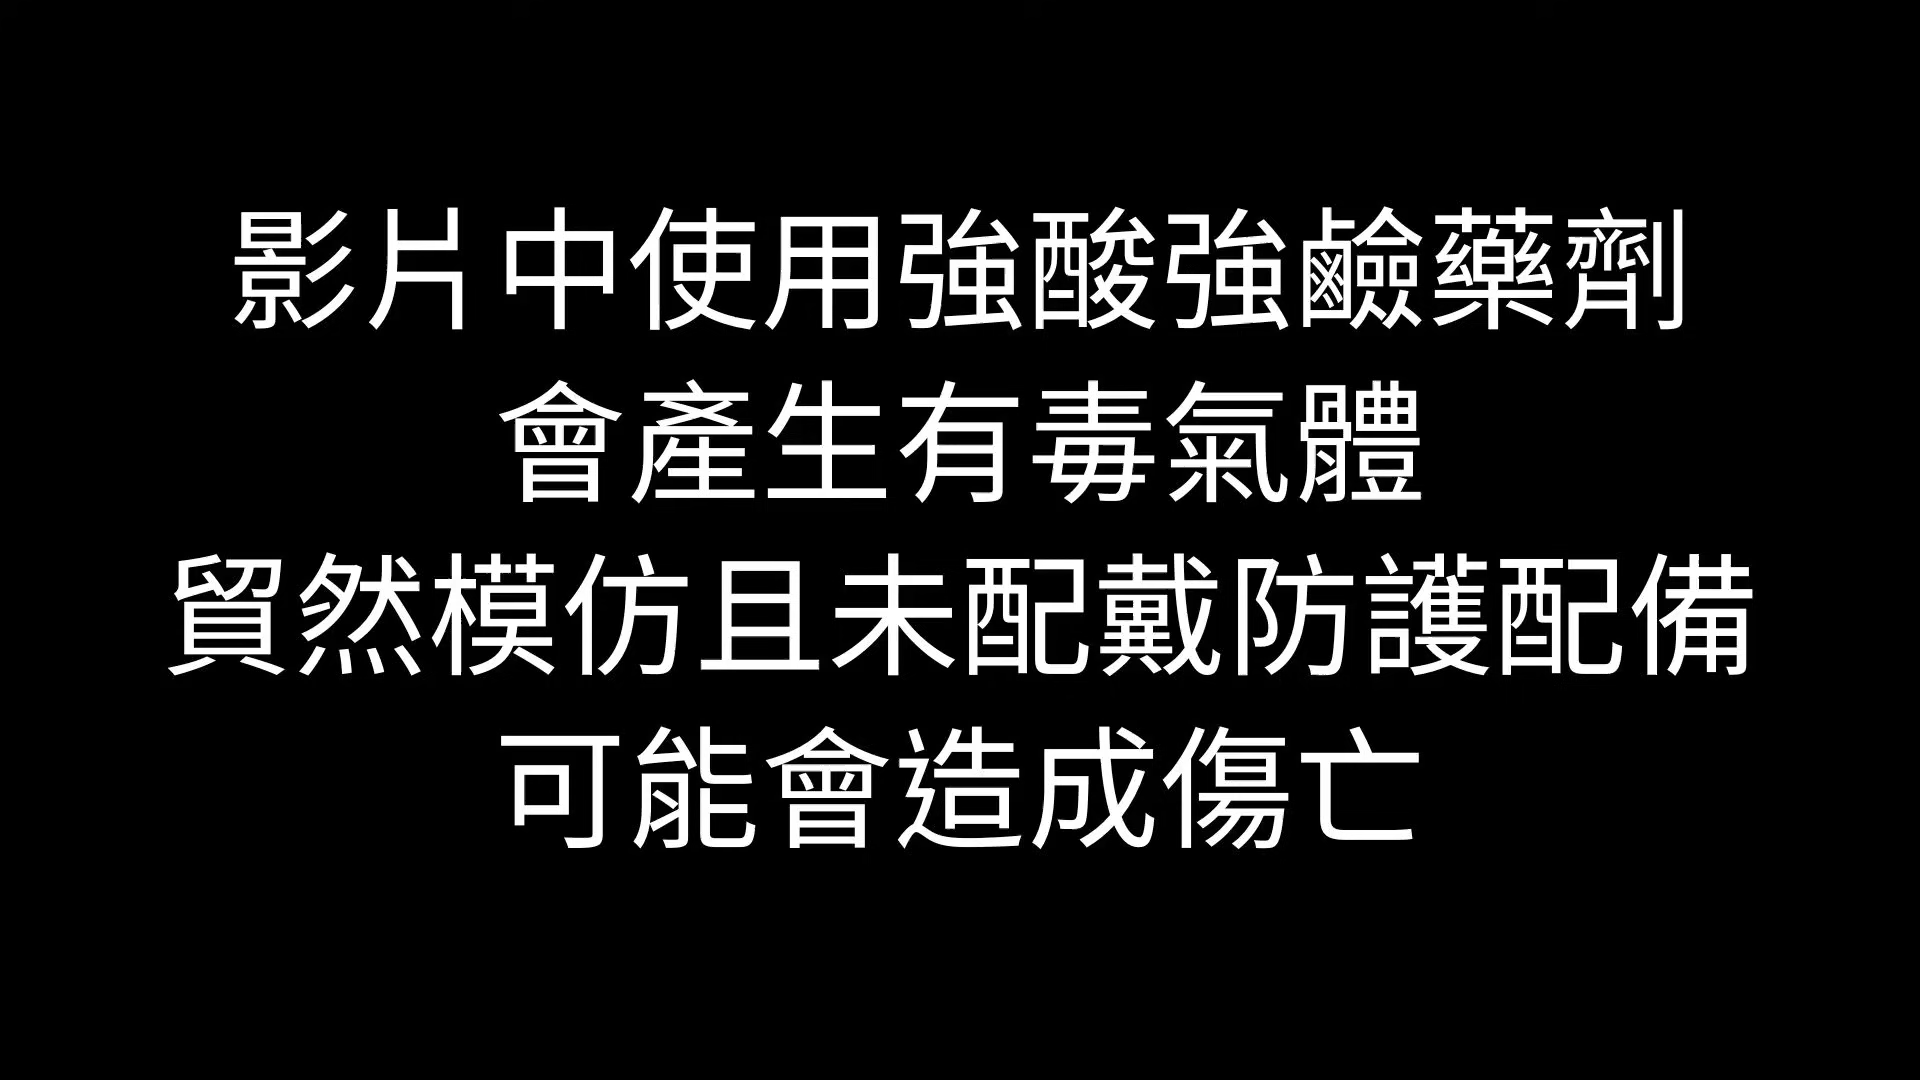 影片中使用強酸強鹼藥劑
會產生有毒氣體
貿然模仿且未配戴防護配備
可能會造成傷亡